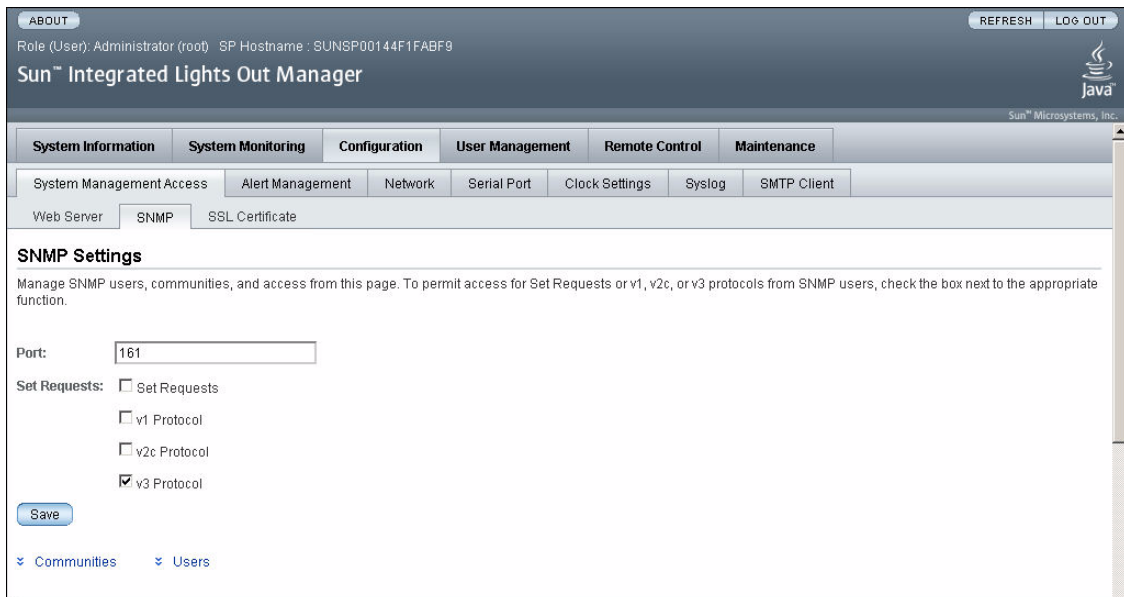 ABOUT
REFRESH LOG OUT
Role (User): Administrator (root) SP Hostname : SUNSP00144F1FABF9
Sun™ Integrated Lights Out Manager
Java™
Sun™ Microsystems, Inc.
System Information System Monitoring Configuration User Management Remote Control Maintenance
System Management Access Alert Management Network Serial Port Clock Settings Syslog SMTP Client
Web Server SNMP SSL Certificate
SNMP Settings
Manage SNMP users, communities, and access from this page. To permit access for Set Requests or v1, v2c, or v3 protocols from SNMP users, check the box next to the appropriate
function.
Port: 161
Set Requests: Set Requests
v1 Protocol
v2c Protocol
v3 Protocol
Save
Communities Users